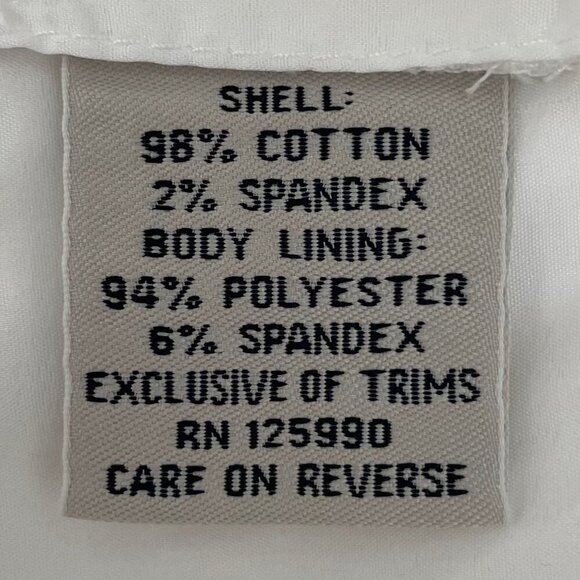 SHELL:
98% COTTON
2% SPANDEX
BODY LINING:
94% POLYESTER
6% SPANDEX
EXCLUSIVE OF TRIMS
RN 125990
CARE ON REVERSE